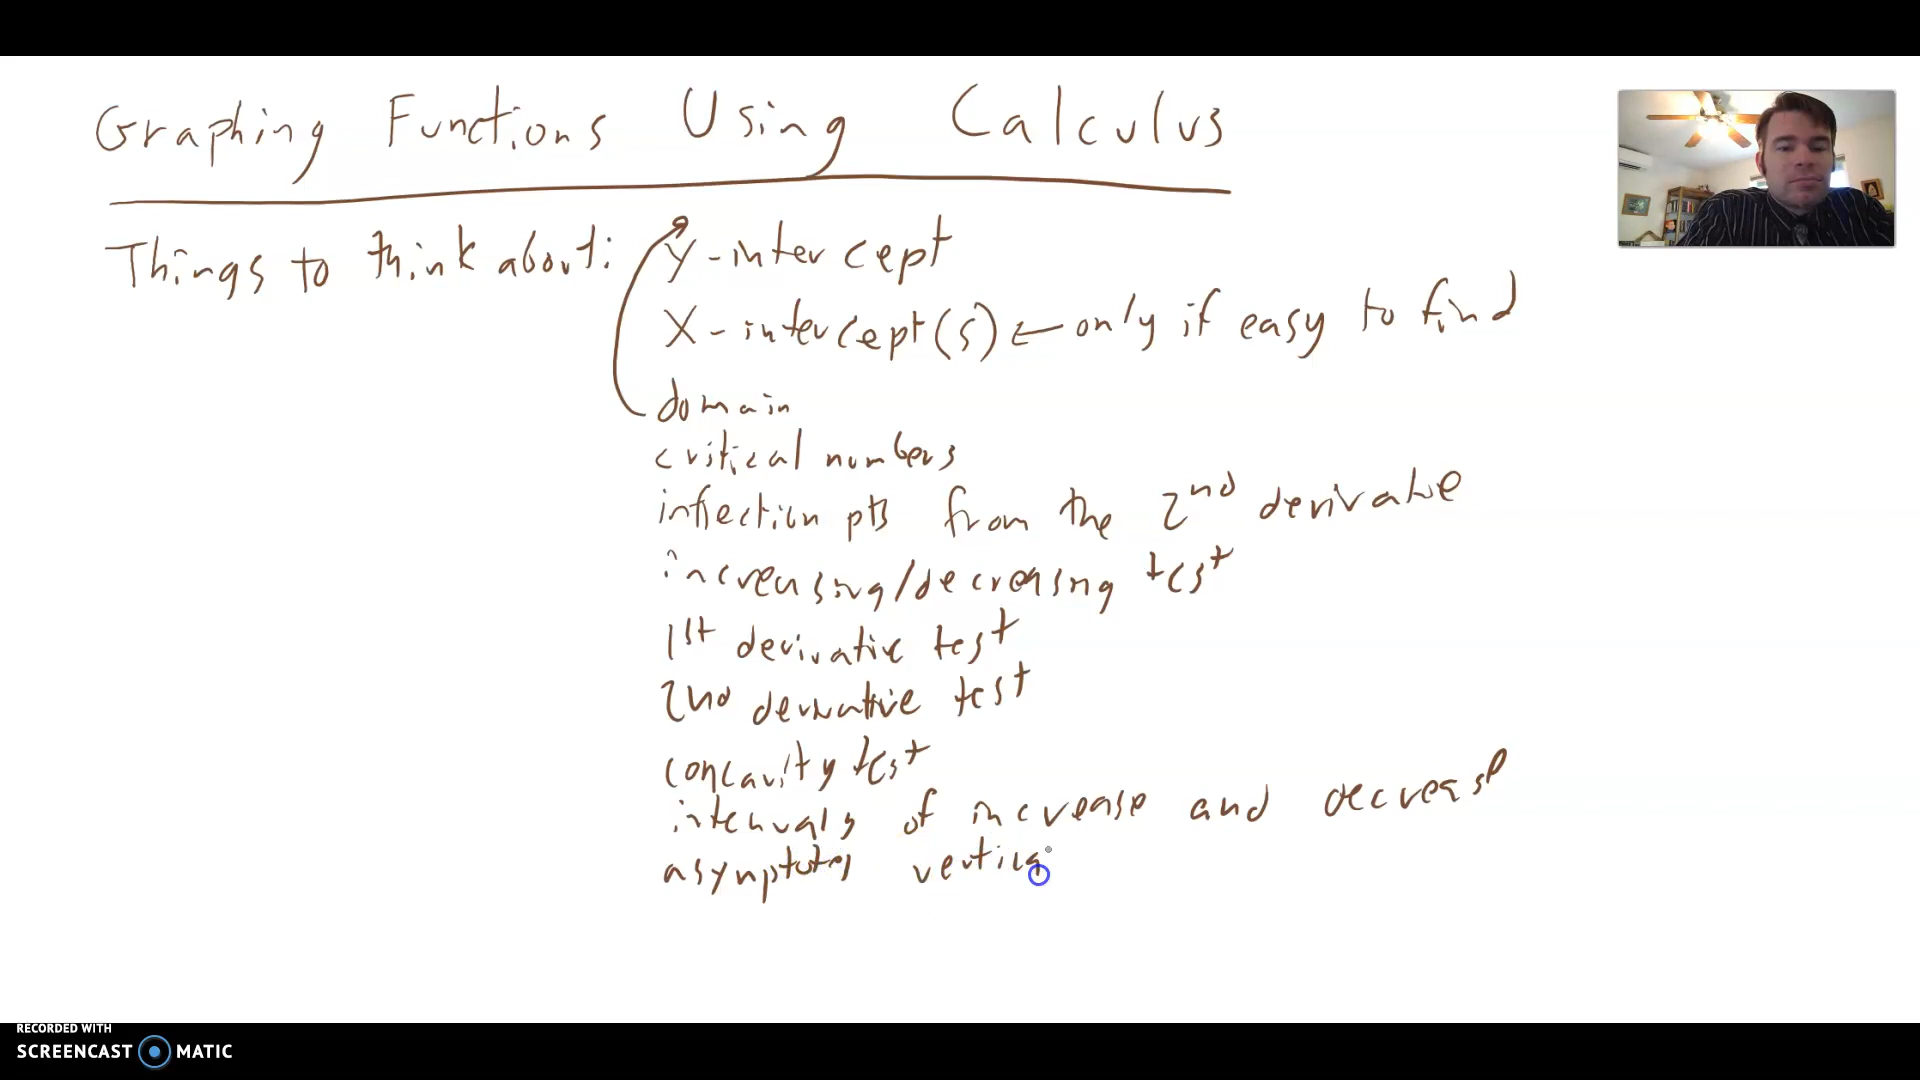 Graphing Functions Using Calculus
Things to think about: y-intercept
X-intercept(s) ← only if easy to find
domain
critical numbers
inflection pts from the 2nd derivative
increasing/decreasing test
1st derivative test
2nd derivative test
concavity test
intervals of increase and decrease
asymptotes vertica
RECORDED WITH
SCREENCAST MATIC